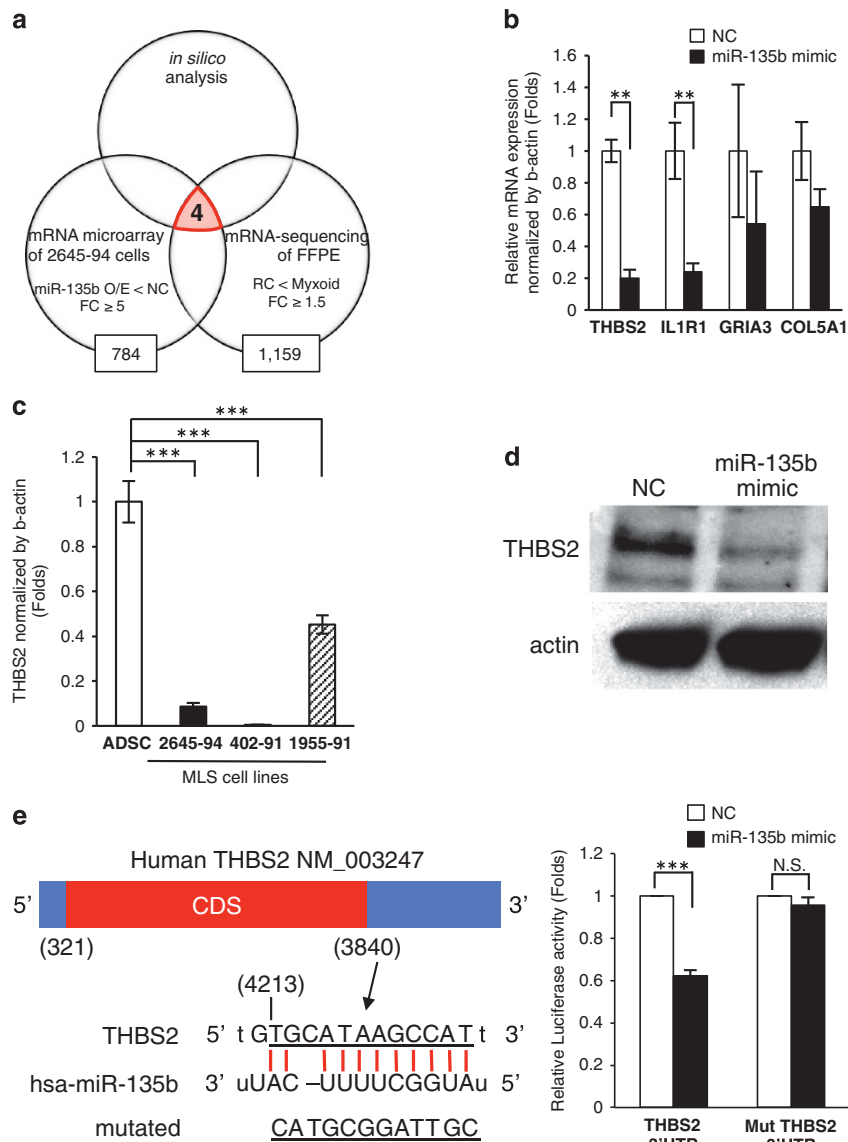 a
in silico
analysis
4
mRNA microarray
of 2645-94 cells
miR-135b O/E < NC
FC ≥ 5
mRNA-sequencing
of FFPE
RC < Myxoid
FC ≥ 1.5
784
1,159
b
NC
miR-135b mimic
Relative mRNA expression
normalized by b-actin (Folds)
1.6
1.4
1.2
1
0.8
0.6
0.4
0.2
0
**
**
THBS2 IL1R1 GRIA3 COL5A1
c
THBS2 normalized by b-actin
(Folds)
1.2
1
0.8
0.6
0.4
0.2
0
***
***
***
ADSC 2645-94 402-91 1955-91
MLS cell lines
d
NC
miR-135b
mimic
THBS2
actin
e
Human THBS2 NM_003247
5’ CDS 3’
(321) (3840)
(4213)
THBS2 5’ t GTGCATAAGCCAT t 3’
hsa-miR-135b 3’ uUAC –UUUUCGGUAu 5’
mutated CATGCGGATTGC
NC
miR-135b mimic
Relative Luciferase activity (Folds)
1.2
1
0.8
0.6
0.4
0.2
0
***
N.S.
THBS2 Mut THBS2